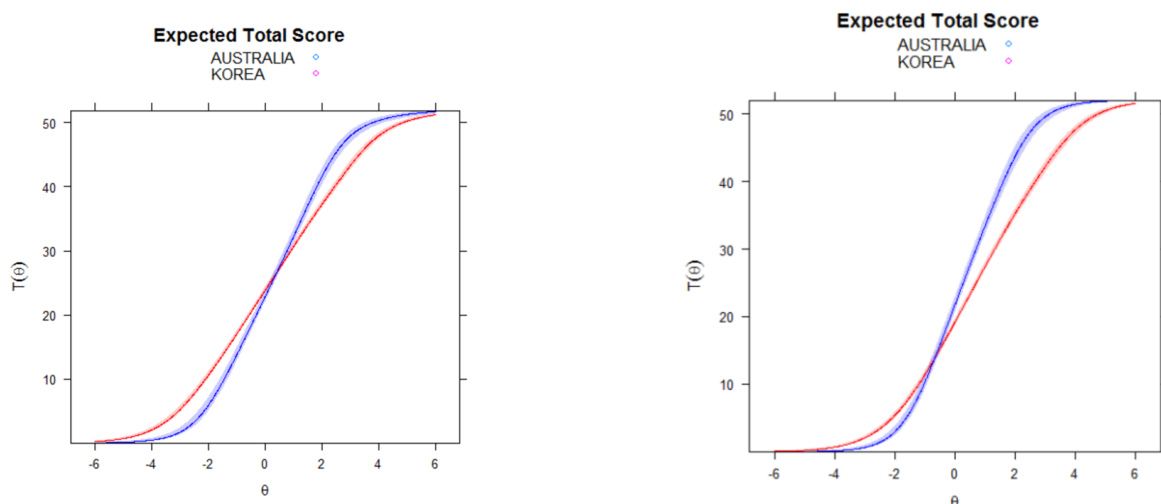 Expected Total Score
AUSTRALIA
KOREA
50
40
30
20
10
T(θ)
-6 -4 -2 0 2 4 6
θ
Expected Total Score
AUSTRALIA
KOREA
50
40
30
20
10
T(θ)
-6 -4 -2 0 2 4 6
θ